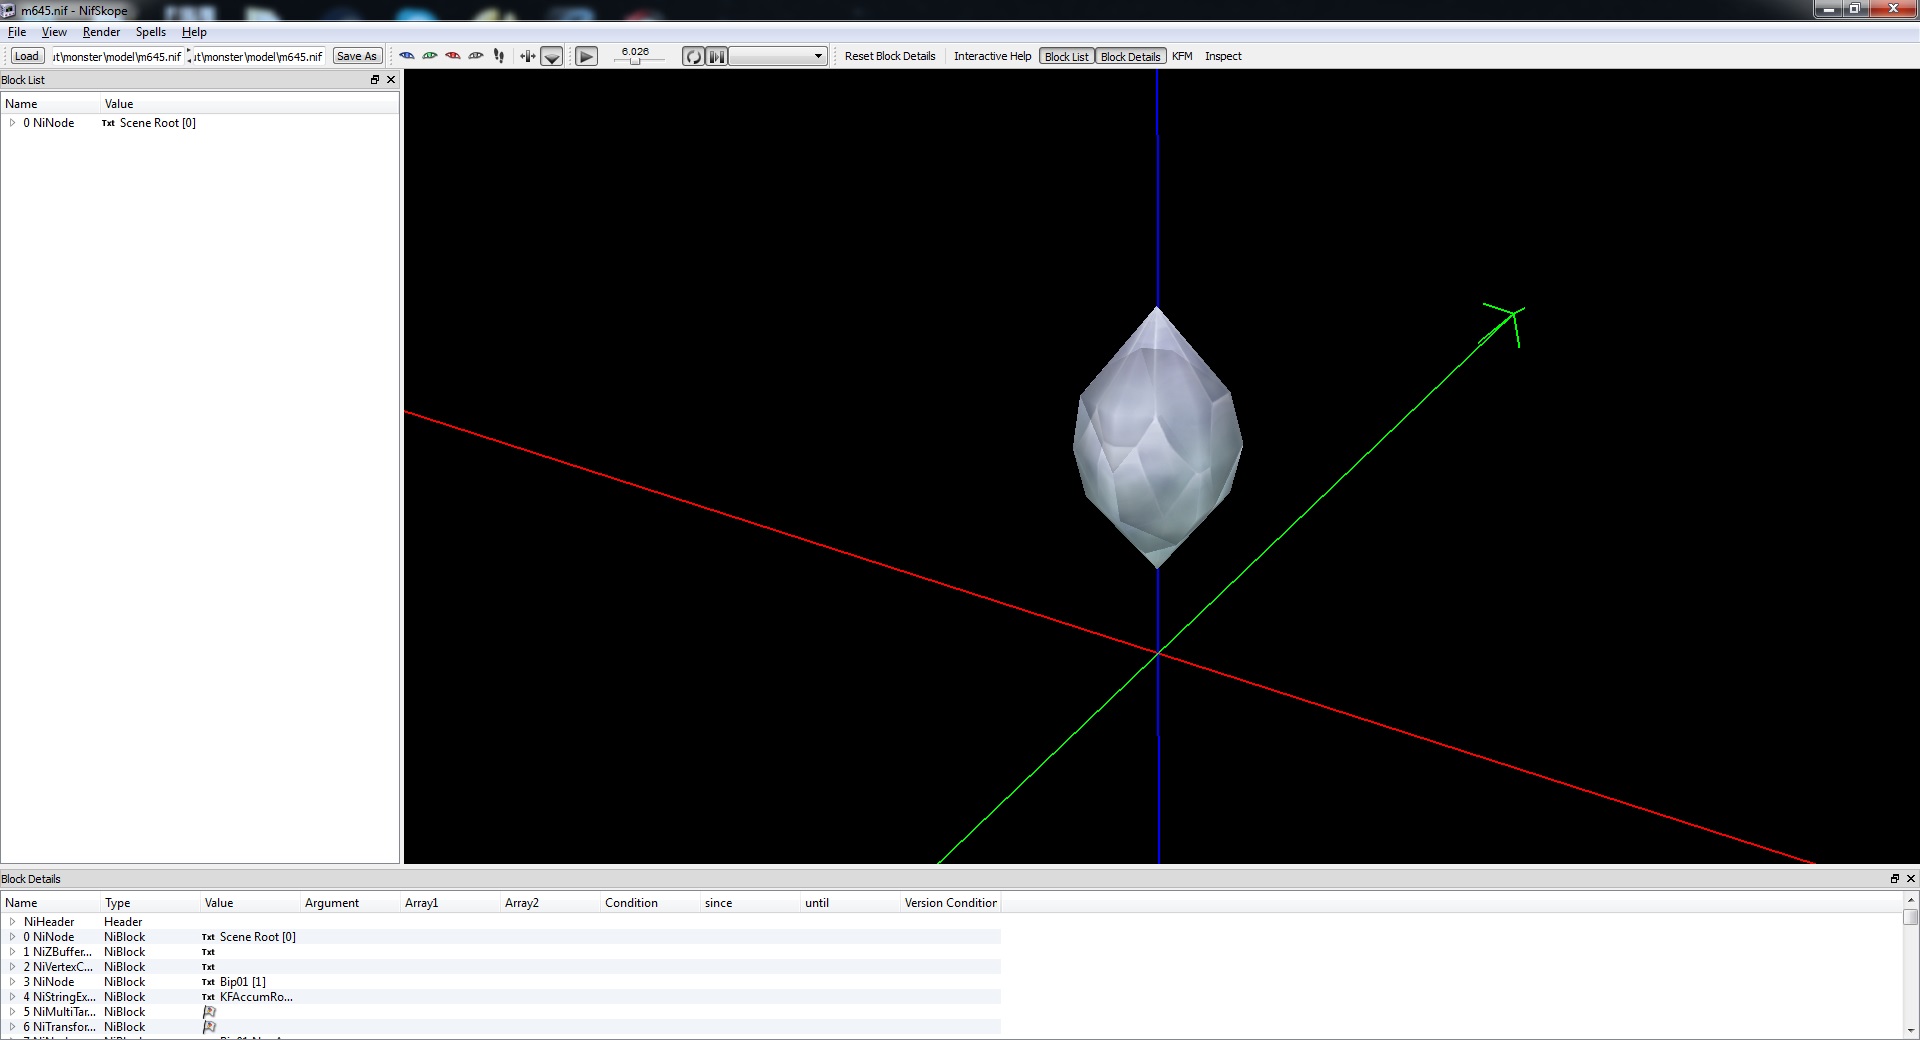 m645.nif - NifSkope
File View Render Spells Help
Load ut\monster\model\m645.nif ut\monster\model\m645.nif Save As 6.026 Reset Block Details Interactive Help Block List Block Details KFM Inspect
Block List
Name Value
0 NiNode Txt Scene Root [0]
Block Details
Name Type Value Argument Array1 Array2 Condition since until Version Condition
NiHeader Header
0 NiNode NiBlock Txt Scene Root [0]
1 NiZBuffer... NiBlock Txt
2 NiVertexC... NiBlock Txt
3 NiNode NiBlock Txt Bip01 [1]
4 NiStringEx... NiBlock Txt KFAccumRo...
5 NiMultiTar... NiBlock
6 NiTransfor... NiBlock